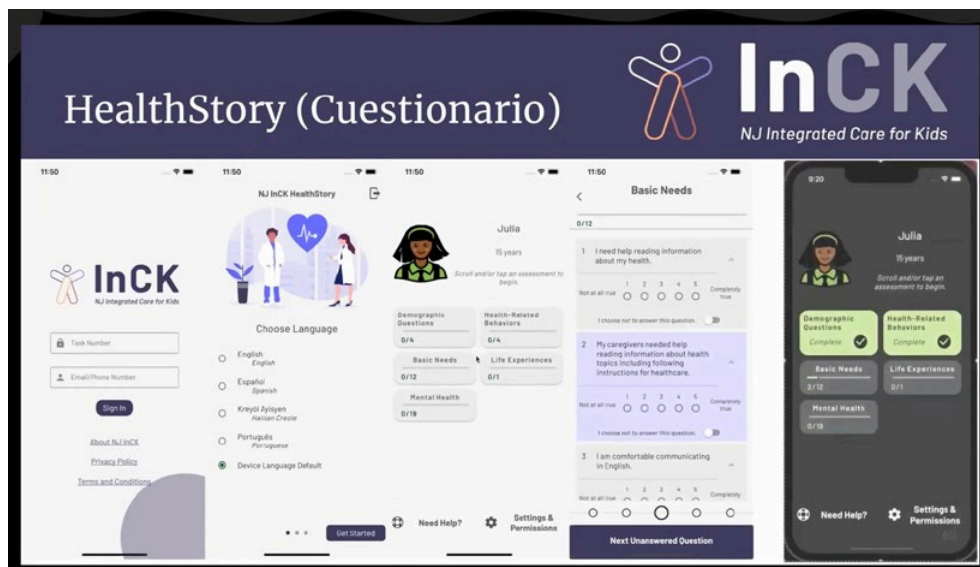 HealthStory (Cuestionario)
InCK
NJ Integrated Care for Kids
11:50
InCK
NJ Integrated Care for Kids
Task Number
Email/Phone Number
Sign In
About NJ InCK
Privacy Policy
Terms and Conditions
11:50
NJ InCK HealthStory
Choose Language
English
English
Español
Spanish
Kreyòl Ayisyen
Haitian Creole
Português
Portuguese
Device Language Default
Get Started
11:50
Julia
15 years
Scroll and/or tap an assessment to
begin.
Demographic
Questions
0/4
Health-Related
Behaviors
0/4
Basic Needs
0/12
Life Experiences
0/1
Mental Health
0/19
Need Help?
Settings &
Permissions
11:50
Basic Needs
0/12
1 I need help reading information
about my health.
1 2 3 4 5
Not at all true
Completely
true
I choose not to answer this question.
2 My caregivers needed help
reading information about health
topics including following
instructions for healthcare.
1 2 3 4 5
Not at all true
Completely
true
I choose not to answer this question.
3 I am comfortable communicating
in English.
1 2 3 4 5
Not at all true
Completely
Next Unanswered Question
9:20
Julia
15 years
Scroll and/or tap an
assessment to begin.
Demographic
Questions
Complete
Health-Related
Behaviors
Complete
Basic Needs
2/12
Life Experiences
0/1
Mental Health
0/19
Need Help?
Settings &
Permissions